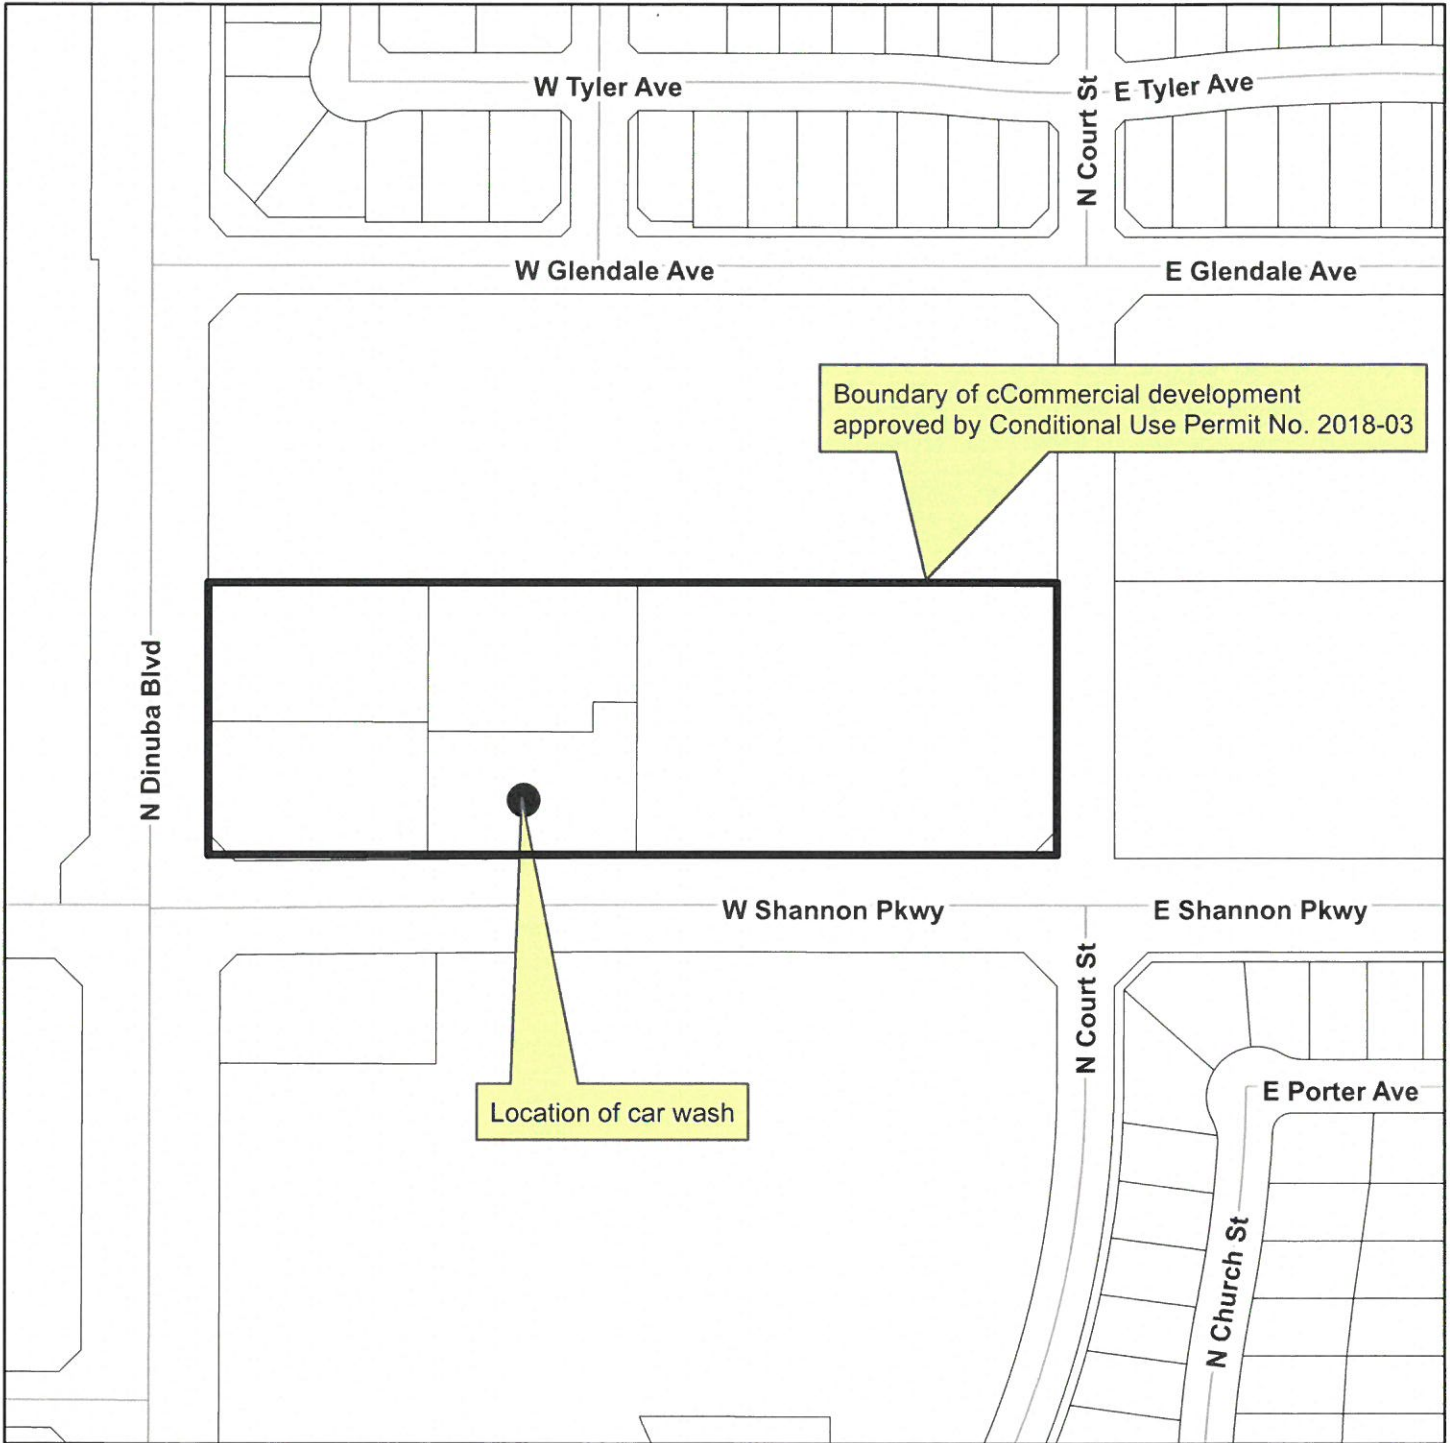 W Tyler Ave
E Tyler Ave
N Court St
W Glendale Ave
E Glendale Ave
Boundary of cCommercial development
approved by Conditional Use Permit No. 2018-03
N Dinuba Blvd
W Shannon Pkwy
E Shannon Pkwy
N Court St
E Porter Ave
Location of car wash
N Church St